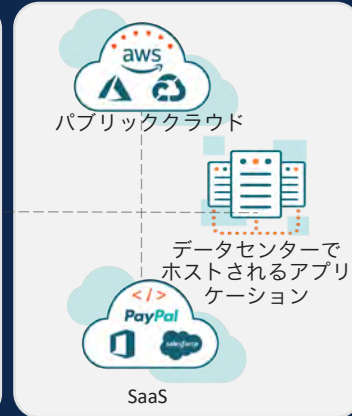 aws
パブリッククラウド
データセンターで
ホストされるアプリ
ケーション
</>
PayPal
salesforce
SaaS